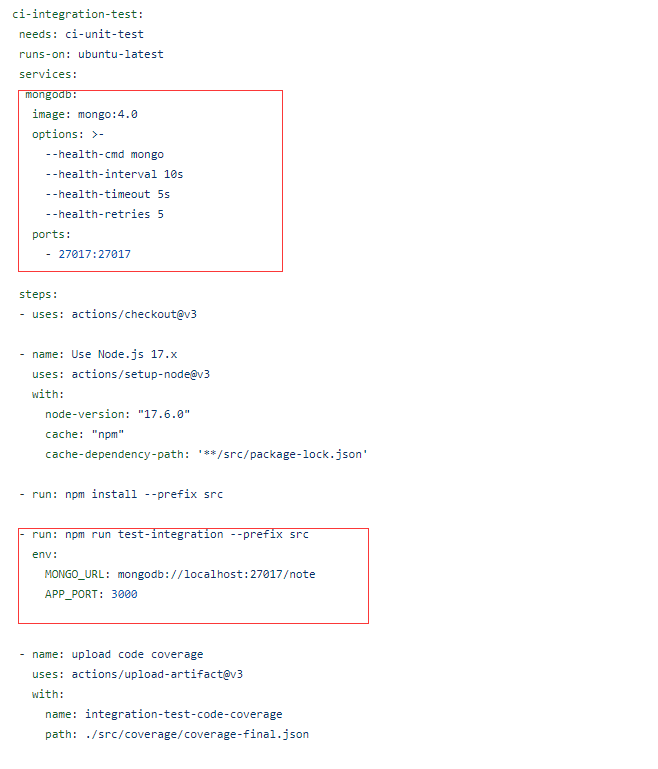 ci-integration-test:
needs: ci-unit-test
runs-on: ubuntu-latest
services:
mongodb:
image: mongo:4.0
options: >-
--health-cmd mongo
--health-interval 10s
--health-timeout 5s
--health-retries 5
ports:
- 27017:27017
steps:
- uses: actions/checkout@v3
- name: Use Node.js 17.x
uses: actions/setup-node@v3
with:
node-version: "17.6.0"
cache: "npm"
cache-dependency-path: '**/src/package-lock.json'
- run: npm install --prefix src
- run: npm run test-integration --prefix src
env:
MONGO_URL: mongodb://localhost:27017/note
APP_PORT: 3000
- name: upload code coverage
uses: actions/upload-artifact@v3
with:
name: integration-test-code-coverage
path: ./src/coverage/coverage-final.json